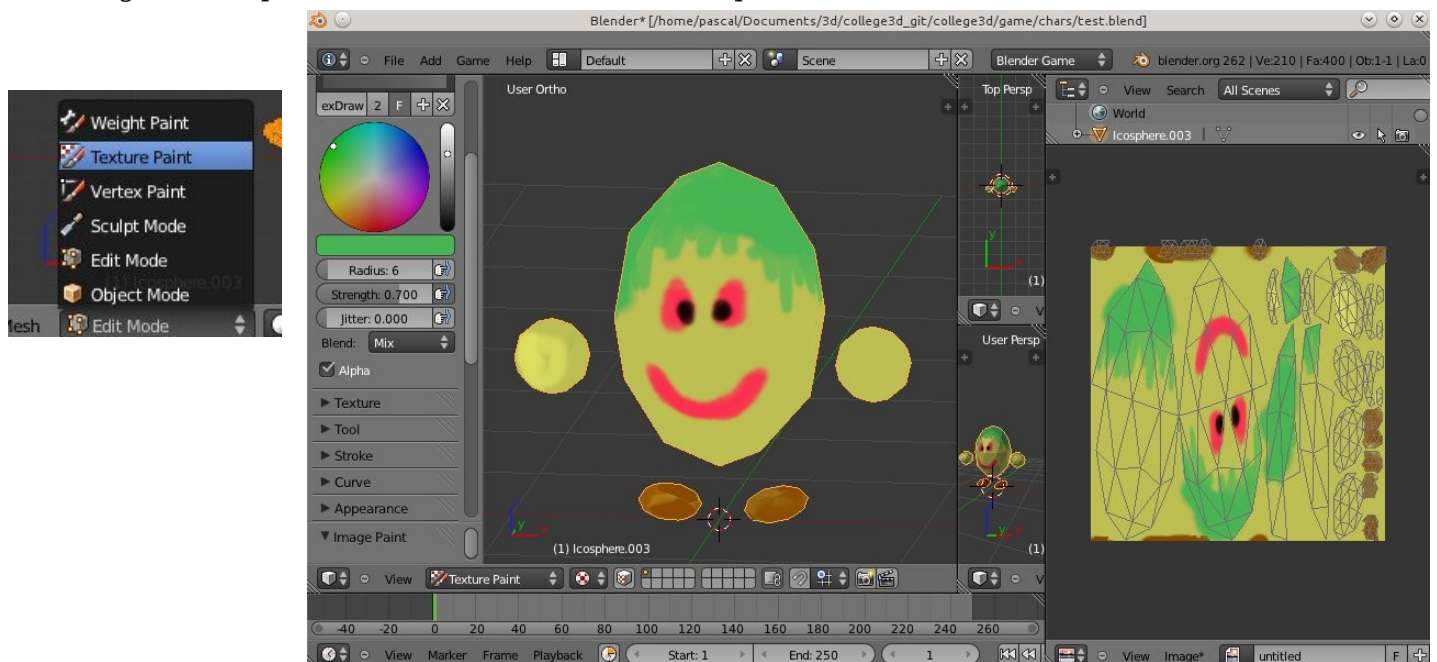 Weight Paint
Texture Paint
Vertex Paint
Sculpt Mode
Edit Mode
(1) Icosphere.003
Object Mode
Mesh Edit Mode
Blender* [/home/pascal/Documents/3d/college3d_git/college3d/game/chars/test.blend]
File Add Game Help Default Scene Blender Game blender.org 262 | Ve:210 | Fa:400 | Ob:1-1 | La:0
exDraw 2 F
User Ortho
Top Persp
View Search All Scenes
World
Icosphere.003
Radius: 6
Strength: 0.700
Jitter: 0.000
Blend: Mix
Alpha
Texture
Tool
Stroke
Curve
Appearance
Image Paint
y x
(1) Icosphere.003
y
(1)
V
User Persp
y
(1)
View Texture Paint
V
-40 -20 0 20 40 60 80 100 120 140 160 180 200 220 240 260
View Marker Frame Playback Start: 1 End: 250 1
View Image* untitled F